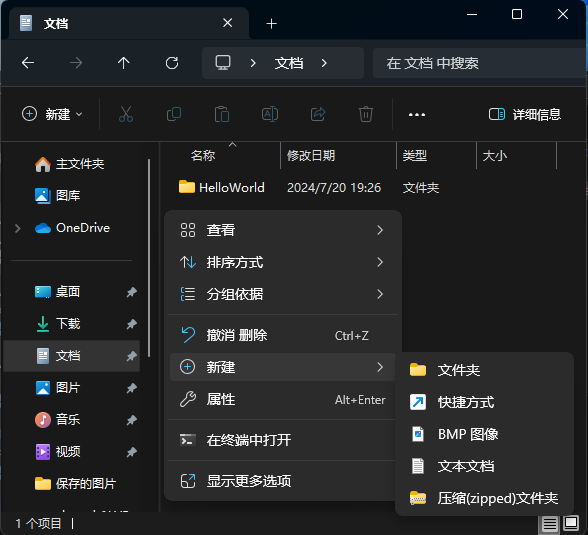 文档
文档
在 文档 中搜索
新建
详细信息
名称 修改日期 类型 大小
主文件夹
图库
OneDrive
桌面
下载
文档
图片
音乐
视频
保存的图片
HelloWorld 2024/7/20 19:26 文件夹
查看
排序方式
分组依据
撤消 删除 Ctrl+Z
新建
属性 Alt+Enter
在终端中打开
显示更多选项
文件夹
快捷方式
BMP 图像
文本文档
压缩(zipped)文件夹
1 个项目